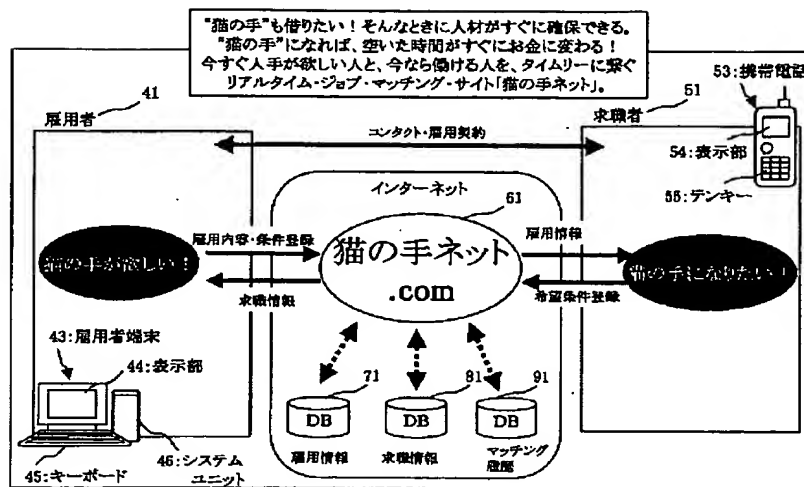 “猫の手”も借りたい！そんなときに人材がすぐに確保できる。
“猫の手”になれば、空いた時間がすぐにお金に変わる！
今すぐ人手が欲しい人と、今なら働ける人を、タイムリーに繋ぐ
リアルタイム・ジョブ・マッチング・サイト「猫の手ネット」。
雇用者
41
求職者
51
53:携帯電話
54:表示部
55:テンキー
コンタクト・雇用契約
インターネット
61
猫の手ネット
.com
猫の手が欲しい！
雇用内容・条件登録
求職情報
雇用情報
希望条件登録
猫の手になりたい！
43:雇用者端末
44:表示部
45:キーボード
46:システム
ユニット
71
DB
雇用情報
81
DB
求職情報
91
DB
マッチング
履歴